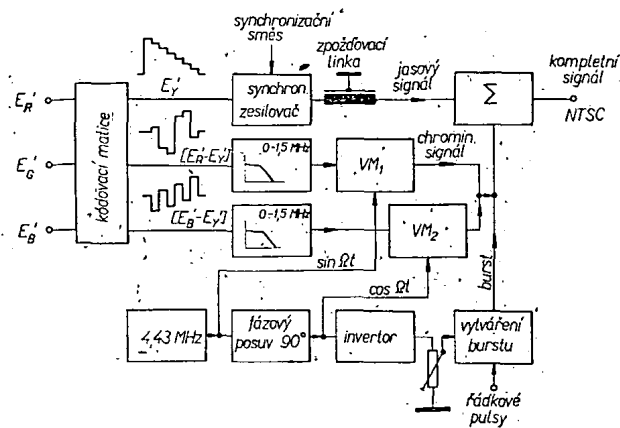 synchronizační
směs
zpožďovací
linka
kompletní
signál
NTSC
E'R
E'G
E'B
kódovací matice
E'Y
synchron.
zesilovač
jasový
signál
Σ
[E'R-E'Y]
0-1,5 MHz
VM1
chromin.
signál
[E'B-E'Y]
0-1,5 MHz
VM2
sin Ωt
cos Ωt
burst
4,43 MHz
fázový
posuv 90°
invertor
vytváření
burstu
řádkové
pulsy